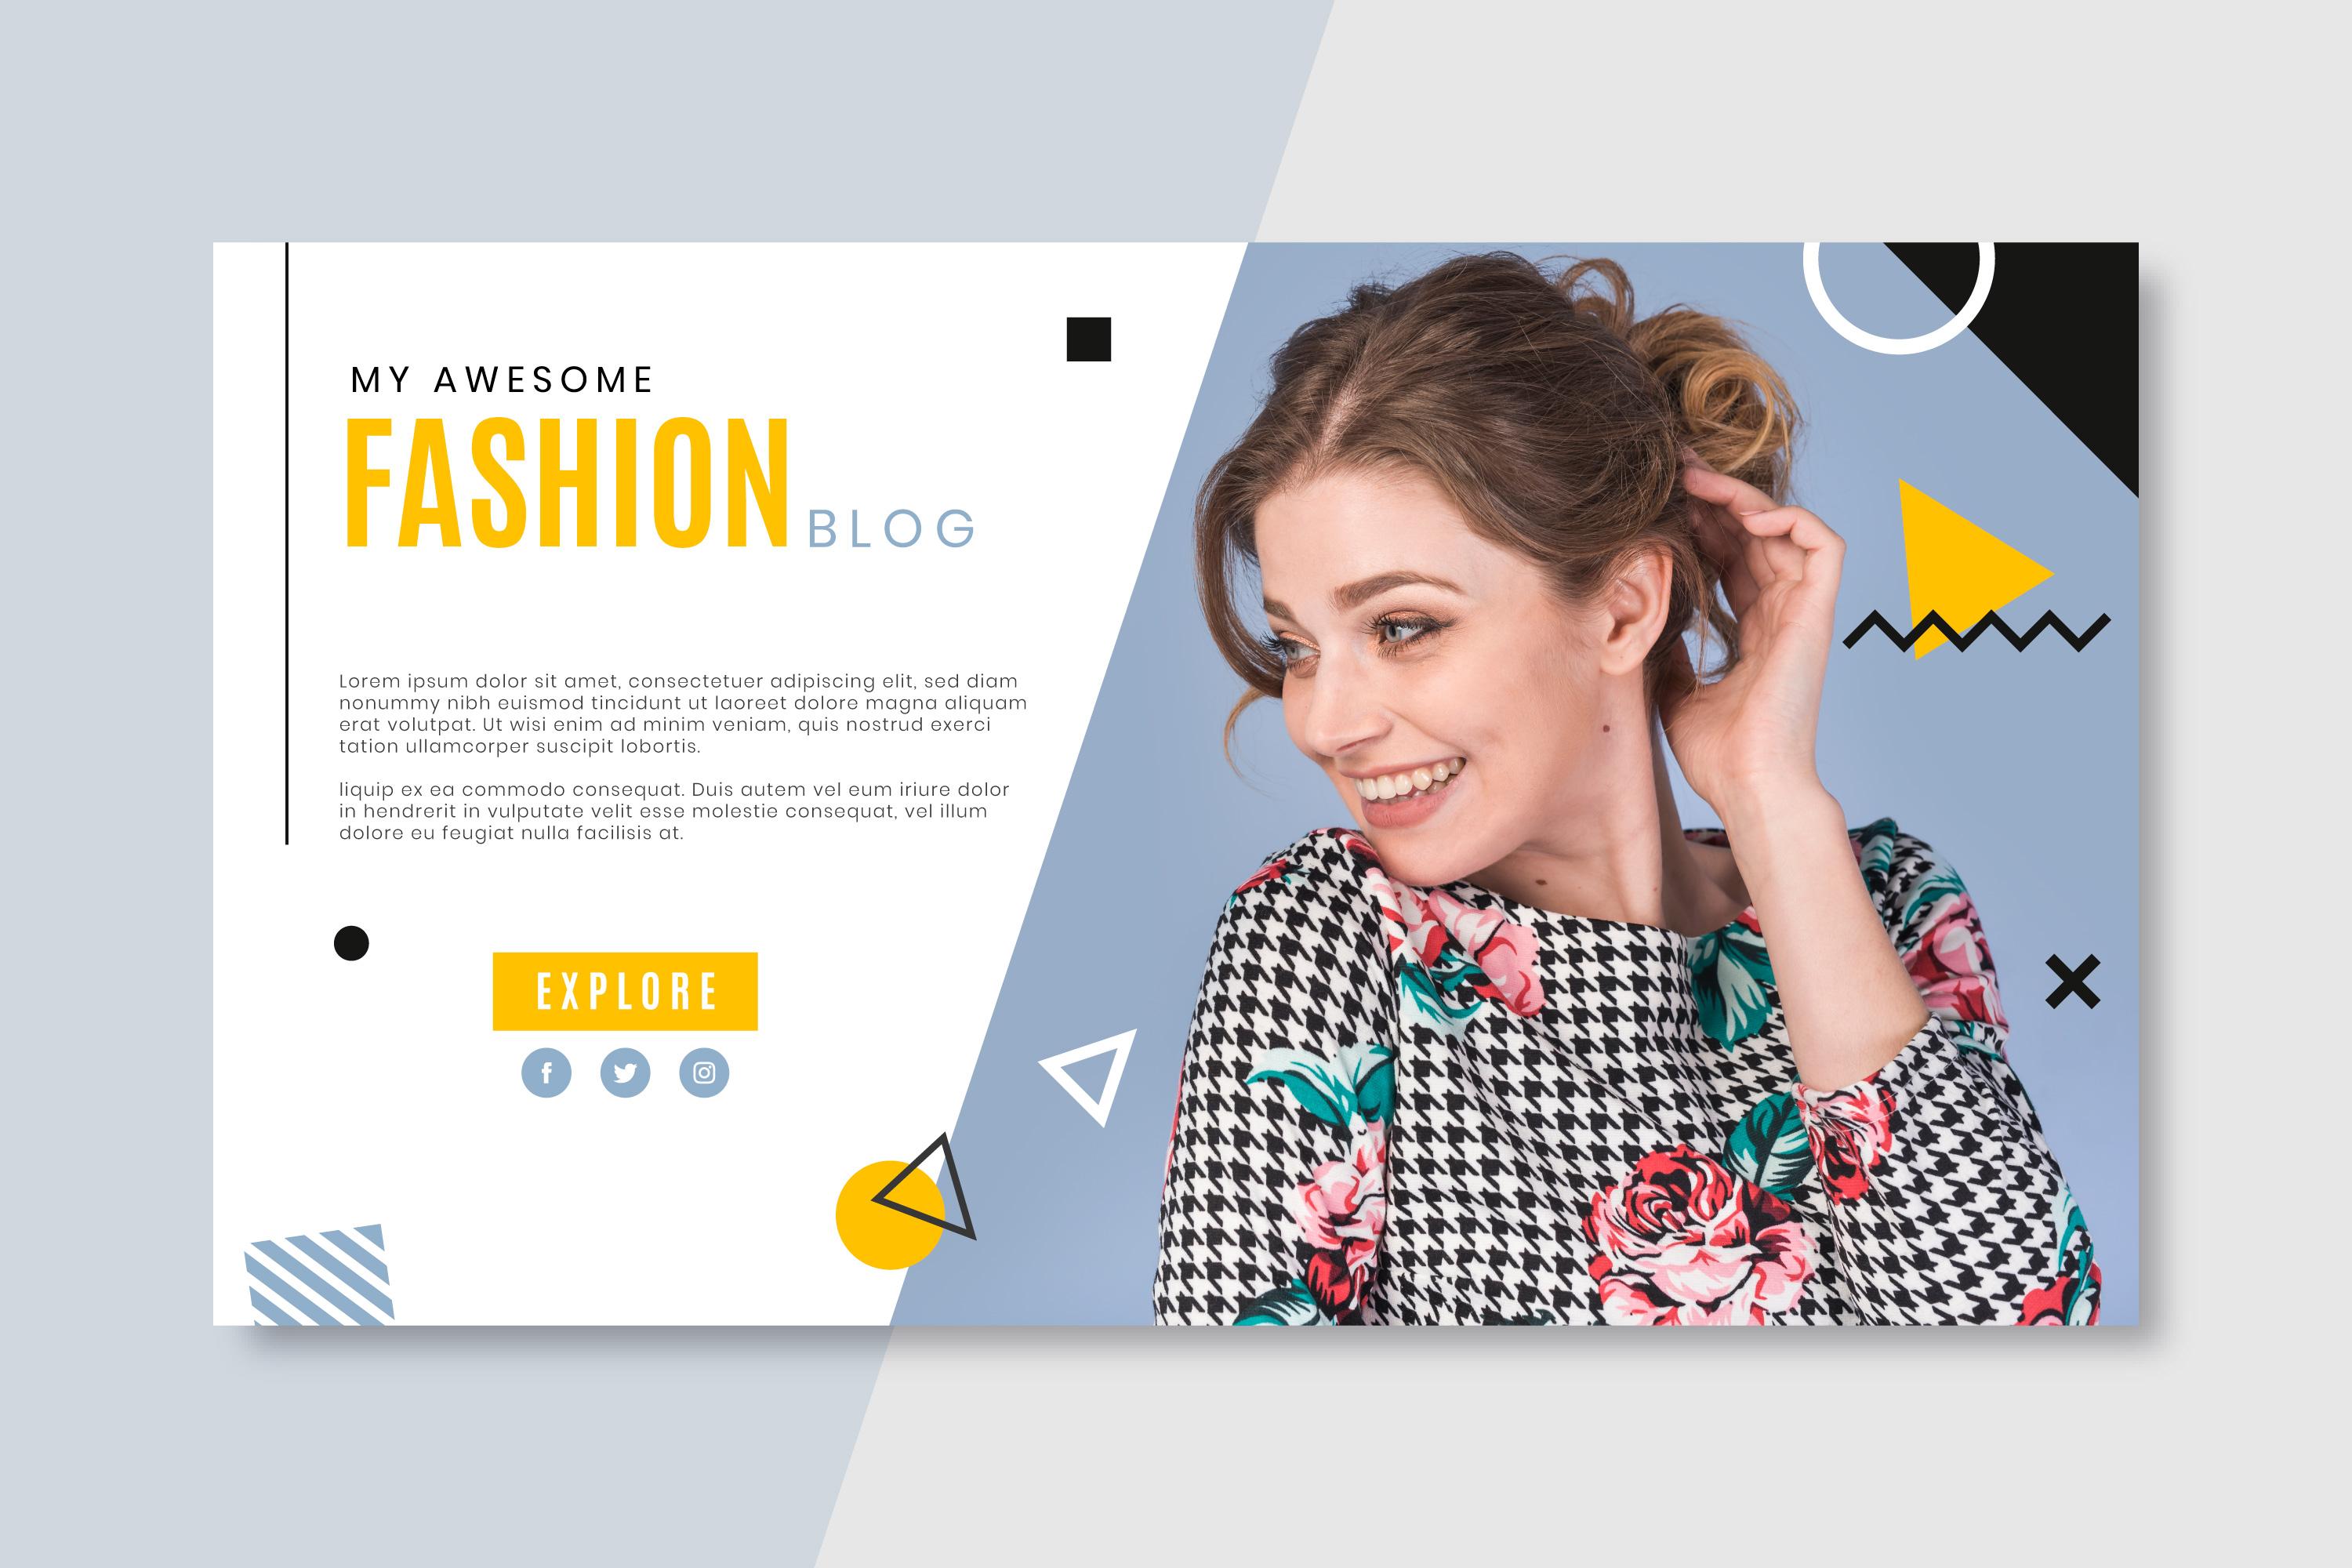 MY AWESOME
FASHION BLOG
Lorem ipsum dolor sit amet, consectetuer adipiscing elit, sed diam
nonummy nibh euismod tincidunt ut laoreet dolore magna aliquam
erat volutpat. Ut wisi enim ad minim veniam, quis nostrud exerci
tation ullamcorper suscipit lobortis.
liquip ex ea commodo consequat. Duis autem vel eum iriure dolor
in hendrerit in vulputate velit esse molestie consequat, vel illum
dolore eu feugiat nulla facilisis at.
EXPLORE